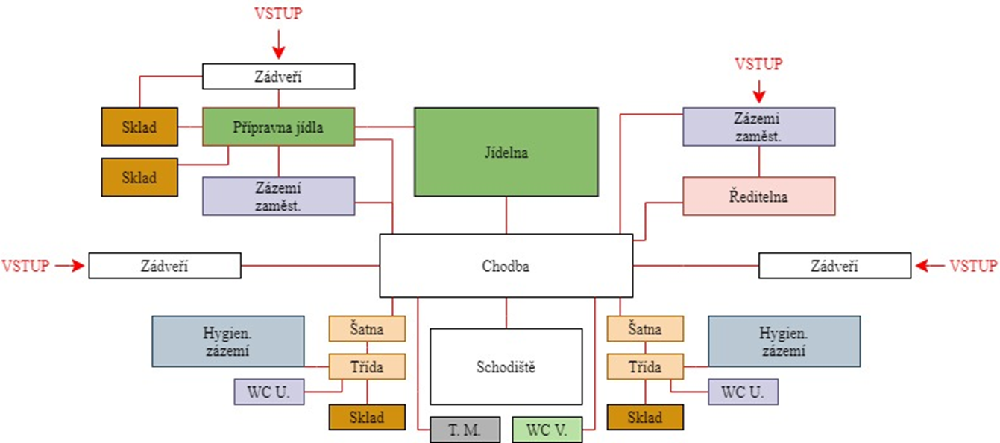 VSTUP
Zádveří
VSTUP
Sklad
Přípravna jídla
Jídelna
Zázemi
zaměst.
Sklad
Zázemí
zaměst.
Ředitelna
VSTUP
Zádveří
Chodba
Zádveří
VSTUP
Hygien.
zázemí
Šatna
Třída
WC U.
Sklad
Schodiště
T. M.
WC V.
Šatna
Třída
Sklad
Hygien.
zázemí
WC U.